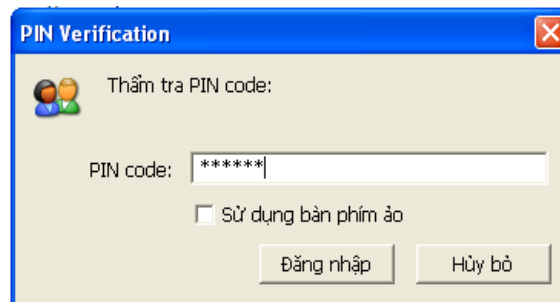 PIN Verification
Thẩm tra PIN code:
PIN code: ******
Sử dụng bàn phím ảo
Đăng nhập Hủy bỏ